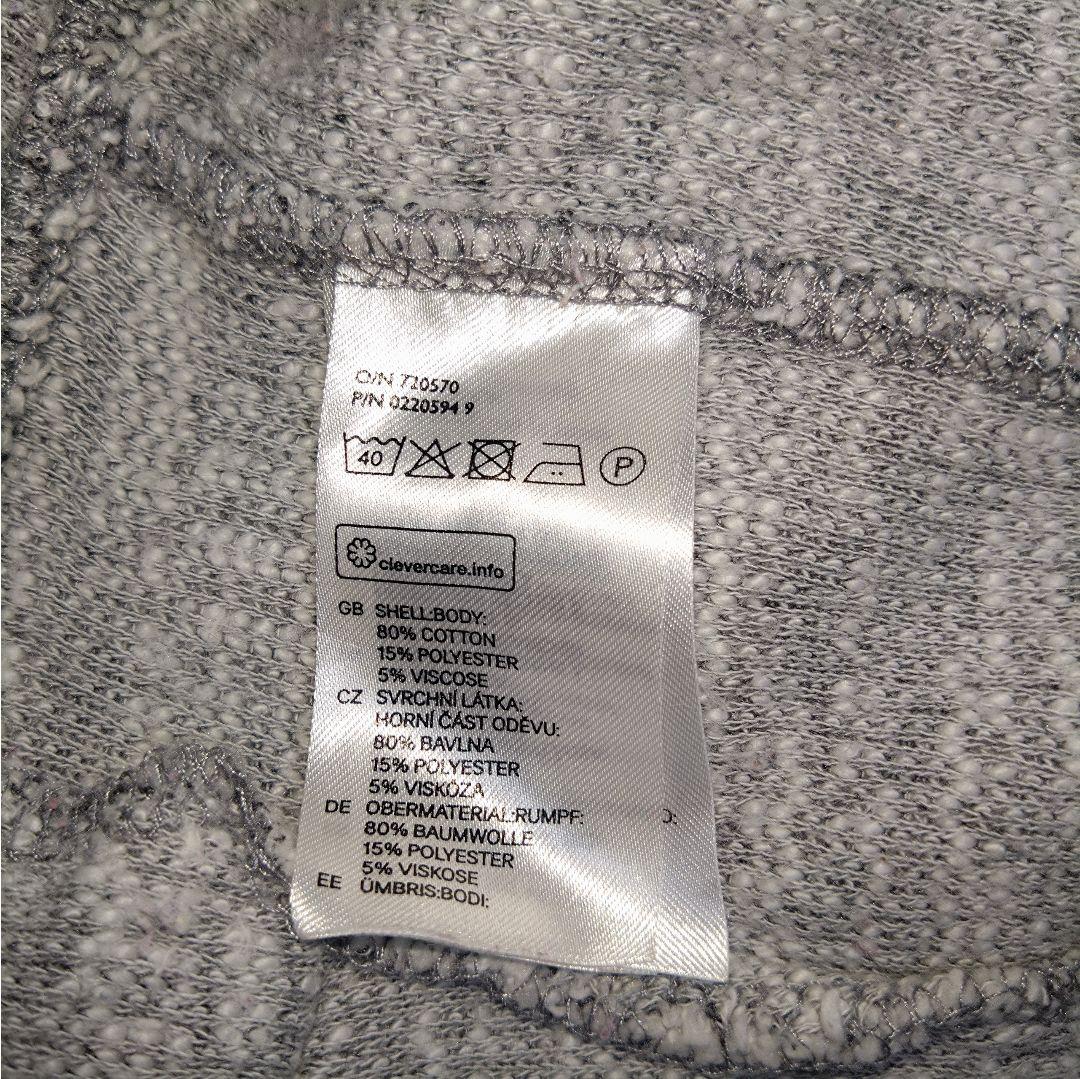 O/N 720570
P/N 0220594 9
40
P
clevercare.info
GB SHELL:BODY:
80% COTTON
15% POLYESTER
5% VISCOSE
CZ SVRCHNÍ LÁTKA:
HORNÍ ČÁST ODĚVU:
80% BAVLNA
15% POLYESTER
5% VISKÓZA
DE OBERMATERIAL:RUMPF:
80% BAUMWOLLE
15% POLYESTER
5% VISKOSE
EE ÜMBRIS:BODI: